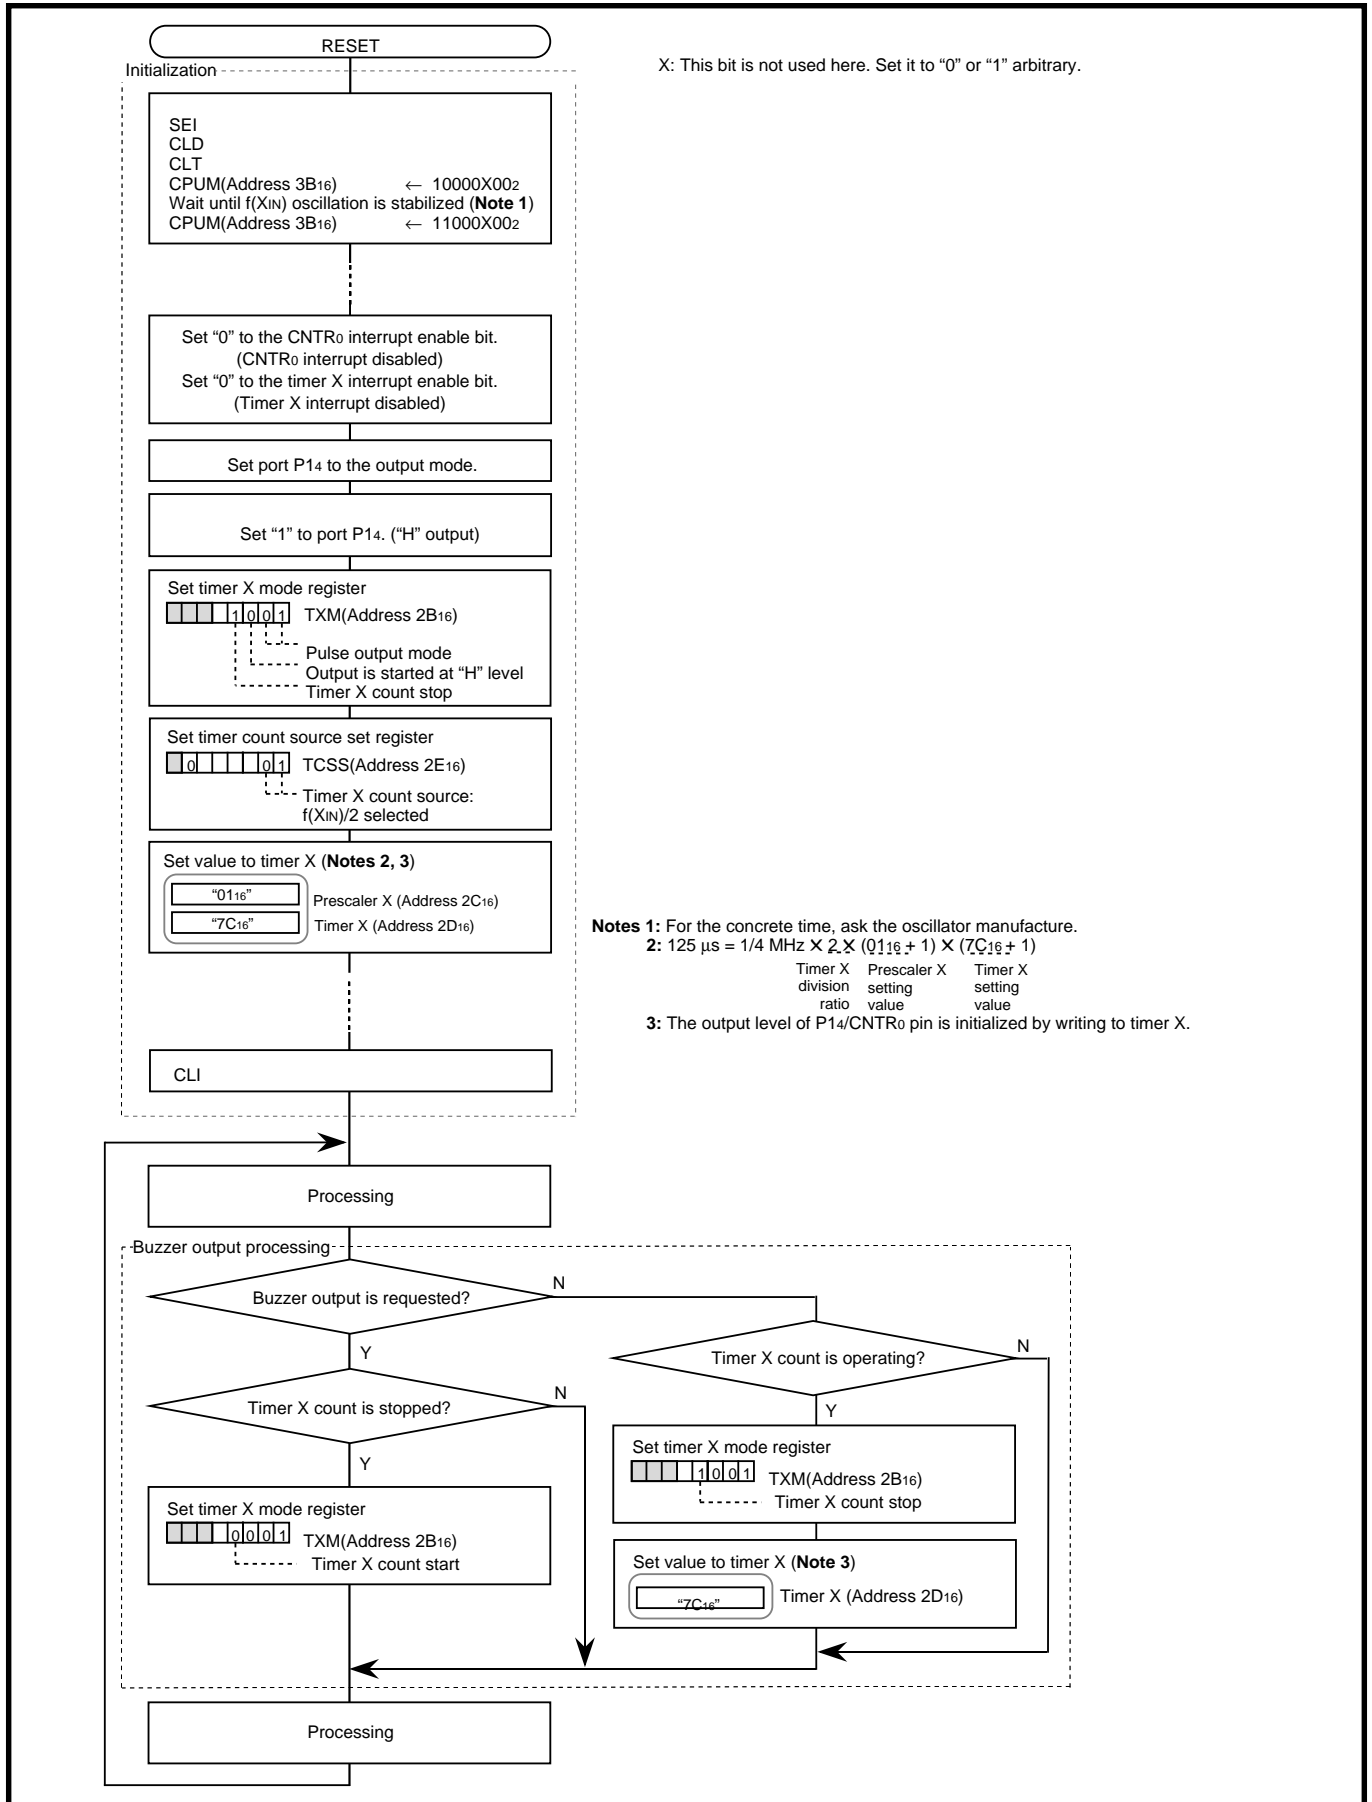 RESET
Initialization
X: This bit is not used here. Set it to “0” or “1” arbitrary.
SEI
CLD
CLT
CPUM(Address 3B16) ← 10000X002
Wait until f(XIN) oscillation is stabilized (Note 1)
CPUM(Address 3B16) ← 11000X002
Set “0” to the CNTR0 interrupt enable bit.
(CNTR0 interrupt disabled)
Set “0” to the timer X interrupt enable bit.
(Timer X interrupt disabled)
Set port P14 to the output mode.
Set “1” to port P14. (“H” output)
Set timer X mode register
1 0 0 1 TXM(Address 2B16)
Pulse output mode
Output is started at “H” level
Timer X count stop
Set timer count source set register
0 0 1 TCSS(Address 2E16)
Timer X count source:
f(XIN)/2 selected
Set value to timer X (Notes 2, 3)
“0116” Prescaler X (Address 2C16)
“7C16” Timer X (Address 2D16)
Notes 1: For the concrete time, ask the oscillator manufacture.
2: 125 μs = 1/4 MHz × 2 × (0116 + 1) × (7C16 + 1)
Timer X Prescaler X Timer X
division setting setting
ratio value value
3: The output level of P14/CNTR0 pin is initialized by writing to timer X.
CLI
Processing
Buzzer output processing
Buzzer output is requested?
N
Y
Timer X count is operating?
N
Y
Timer X count is stopped?
N
Y
Set timer X mode register
1 0 0 1 TXM(Address 2B16)
Timer X count stop
Set timer X mode register
0 0 0 1 TXM(Address 2B16)
Timer X count start
Set value to timer X (Note 3)
“7C16” Timer X (Address 2D16)
Processing